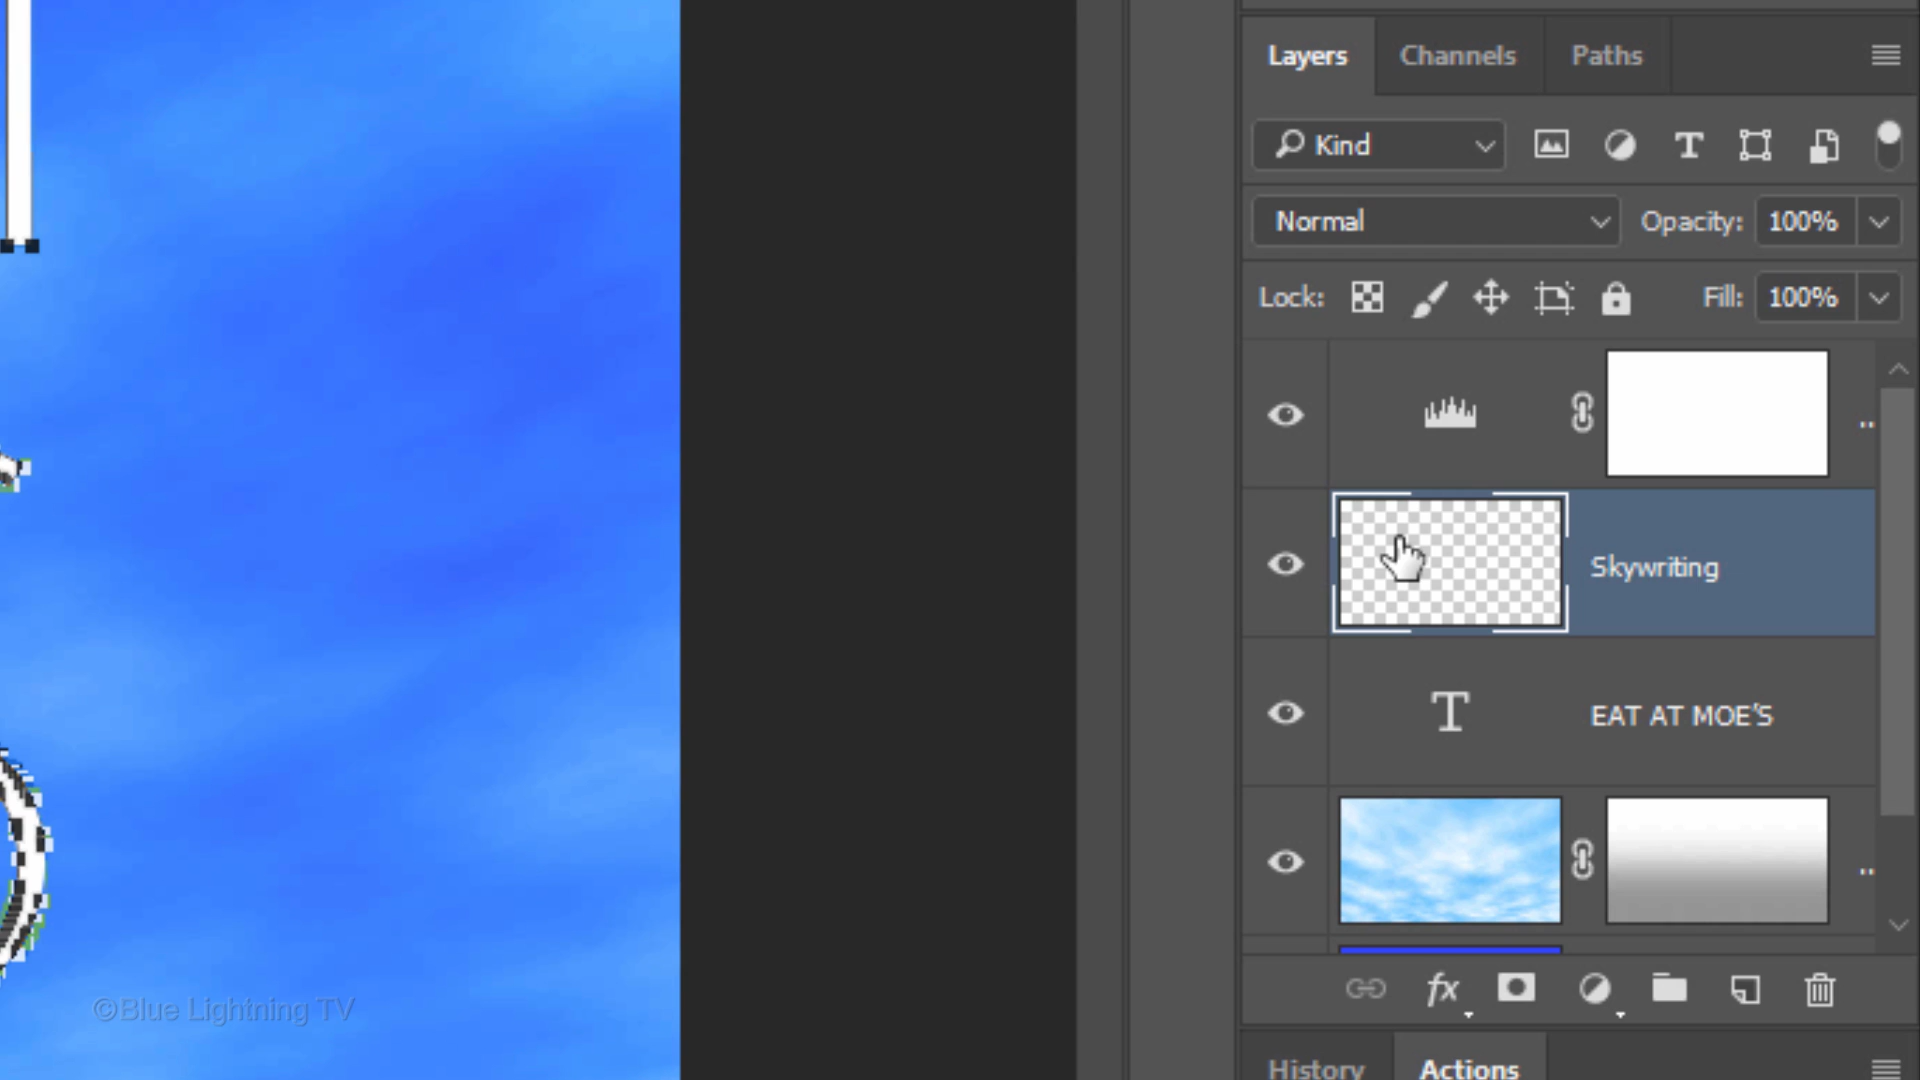 Layers Channels Paths
Kind
Normal Opacity: 100%
Lock: Fill: 100%
..
Skywriting
EAT AT MOE'S
..
fx
©Blue Lightning TV
History Actions